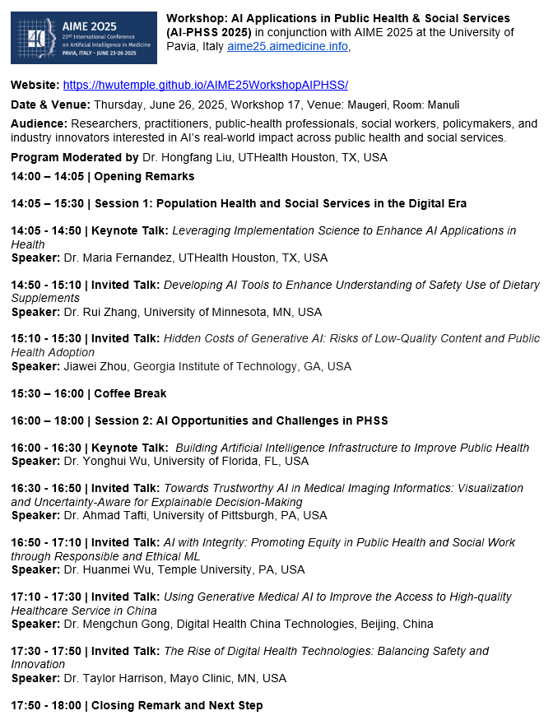 AIME 2025
23rd International Conference
on Artificial Intelligence in Medicine
PAVIA, ITALY - JUNE 23-26 2025
Workshop: AI Applications in Public Health & Social Services
(AI-PHSS 2025) in conjunction with AIME 2025 at the University of
Pavia, Italy aime25.aimedicine.info,
Website: https://hwutemple.github.io/AIME25WorkshopAIPHSS/
Date & Venue: Thursday, June 26, 2025, Workshop 17, Venue: Maugeri, Room: Manuli
Audience: Researchers, practitioners, public-health professionals, social workers, policymakers, and
industry innovators interested in AI's real-world impact across public health and social services.
Program Moderated by Dr. Hongfang Liu, UTHealth Houston, TX, USA
14:00 – 14:05 | Opening Remarks
14:05 – 15:30 | Session 1: Population Health and Social Services in the Digital Era
14:05 - 14:50 | Keynote Talk: Leveraging Implementation Science to Enhance AI Applications in
Health
Speaker: Dr. Maria Fernandez, UTHealth Houston, TX, USA
14:50 - 15:10 | Invited Talk: Developing AI Tools to Enhance Understanding of Safety Use of Dietary
Supplements
Speaker: Dr. Rui Zhang, University of Minnesota, MN, USA
15:10 - 15:30 | Invited Talk: Hidden Costs of Generative AI: Risks of Low-Quality Content and Public
Health Adoption
Speaker: Jiawei Zhou, Georgia Institute of Technology, GA, USA
15:30 – 16:00 | Coffee Break
16:00 – 18:00 | Session 2: AI Opportunities and Challenges in PHSS
16:00 - 16:30 | Keynote Talk: Building Artificial Intelligence Infrastructure to Improve Public Health
Speaker: Dr. Yonghui Wu, University of Florida, FL, USA
16:30 - 16:50 | Invited Talk: Towards Trustworthy AI in Medical Imaging Informatics: Visualization
and Uncertainty-Aware for Explainable Decision-Making
Speaker: Dr. Ahmad Tafti, University of Pittsburgh, PA, USA
16:50 - 17:10 | Invited Talk: AI with Integrity: Promoting Equity in Public Health and Social Work
through Responsible and Ethical ML
Speaker: Dr. Huanmei Wu, Temple University, PA, USA
17:10 - 17:30 | Invited Talk: Using Generative Medical AI to Improve the Access to High-quality
Healthcare Service in China
Speaker: Dr. Mengchun Gong, Digital Health China Technologies, Beijing, China
17:30 - 17:50 | Invited Talk: The Rise of Digital Health Technologies: Balancing Safety and
Innovation
Speaker: Dr. Taylor Harrison, Mayo Clinic, MN, USA
17:50 - 18:00 | Closing Remark and Next Step